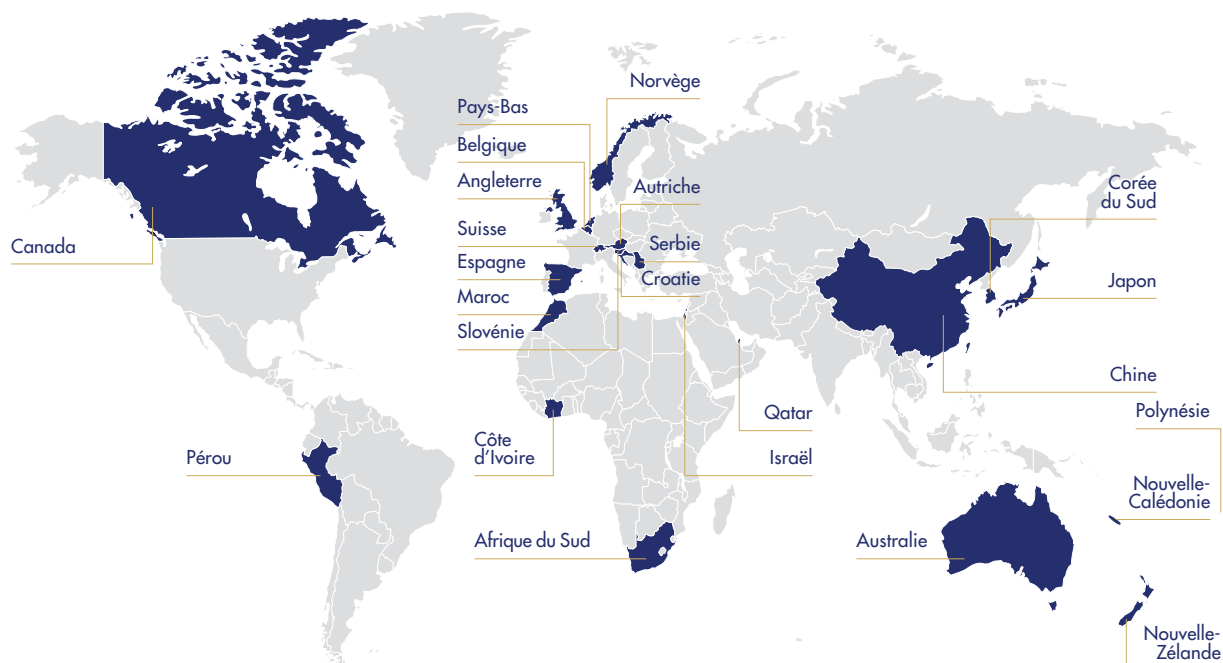 Norvège
Pays-Bas
Belgique
Angleterre
Autriche
Corée
du Sud
Canada
Suisse
Serbie
Espagne
Croatie
Japon
Maroc
Slovénie
Chine
Qatar
Polynésie
Côte
d’Ivoire
Pérou
Israël
Nouvelle-
Calédonie
Afrique du Sud
Australie
Nouvelle-
Zélande